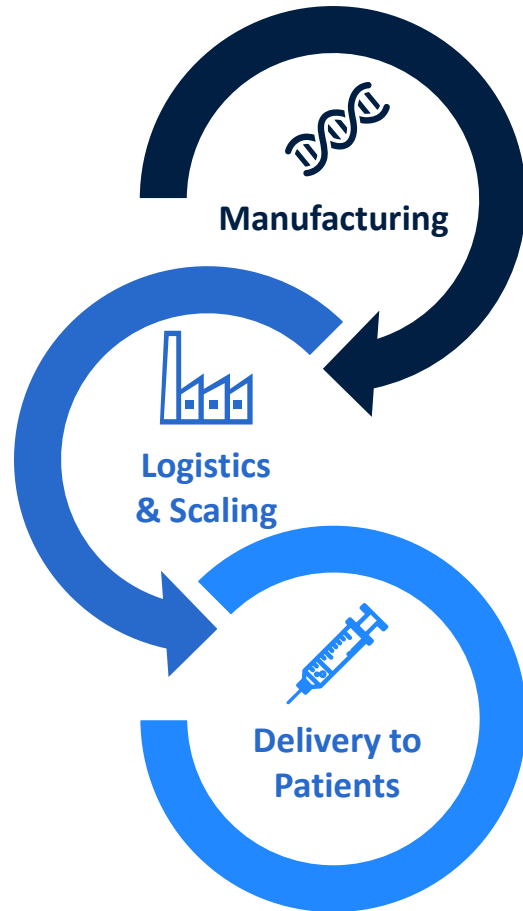 Manufacturing
Logistics
& Scaling
Delivery to
Patients